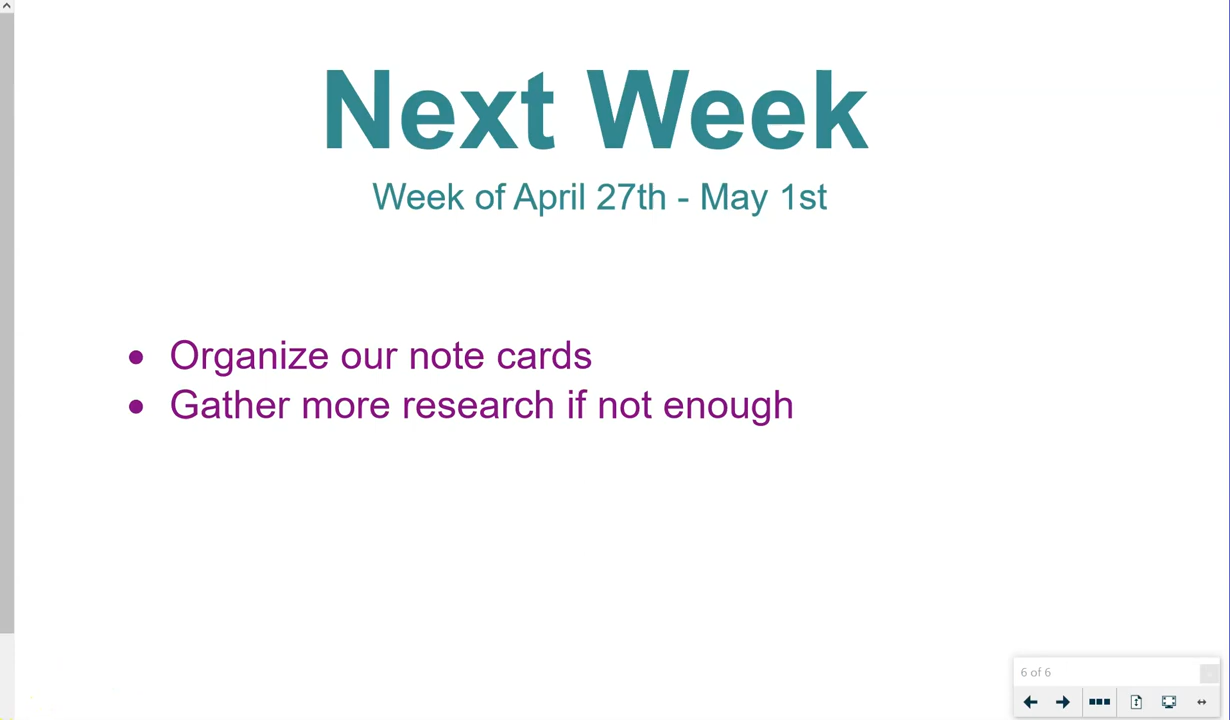 Next Week
Week of April 27th - May 1st
• Organize our note cards
• Gather more research if not enough
6 of 6